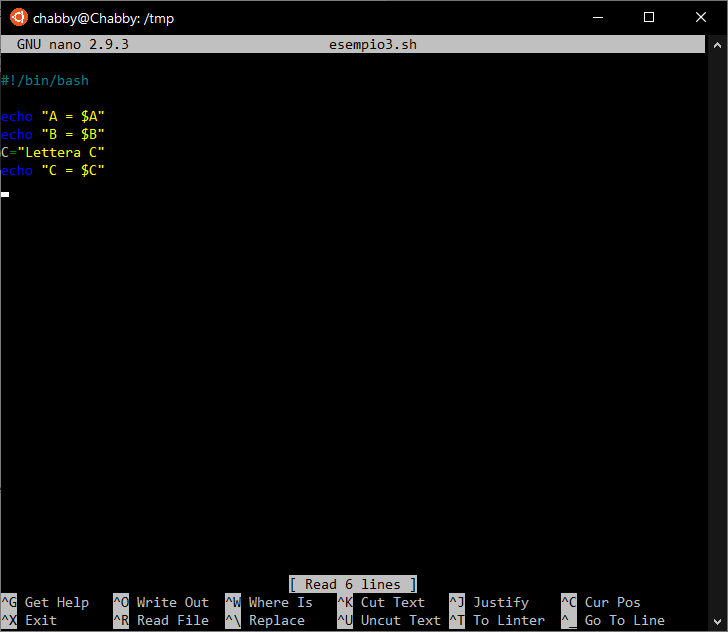 chabby@Chabby: /tmp
GNU nano 2.9.3 esempio3.sh
#!/bin/bash
echo "A = $A"
echo "B = $B"
C="Lettera C"
echo "C = $C"
[ Read 6 lines ]
^G Get Help ^O Write Out ^W Where Is ^K Cut Text ^J Justify ^C Cur Pos
^X Exit ^R Read File ^\ Replace ^U Uncut Text ^T To Linter ^_ Go To Line